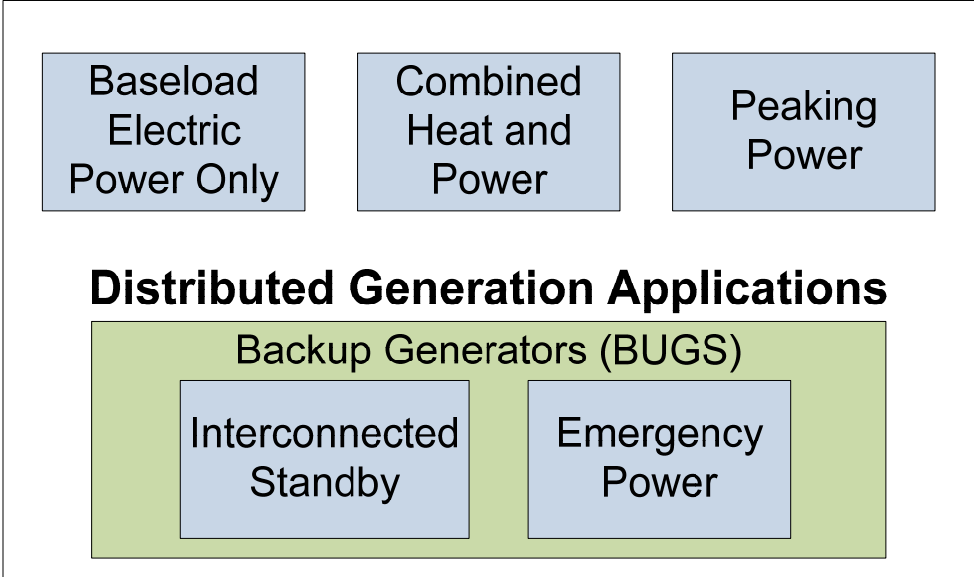 Baseload
Electric
Power Only
Combined
Heat and
Power
Peaking
Power
Distributed Generation Applications
Backup Generators (BUGS)
Interconnected
Standby
Emergency
Power